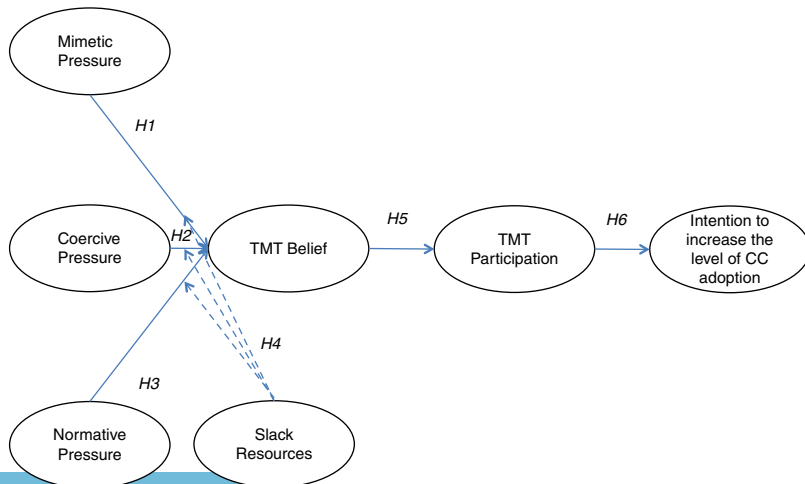 Mimetic
Pressure
H1
Coercive
Pressure
H2
TMT Belief
H5
TMT
Participation
H6
Intention to
increase the
level of CC
adoption
H4
H3
Normative
Pressure
Slack
Resources